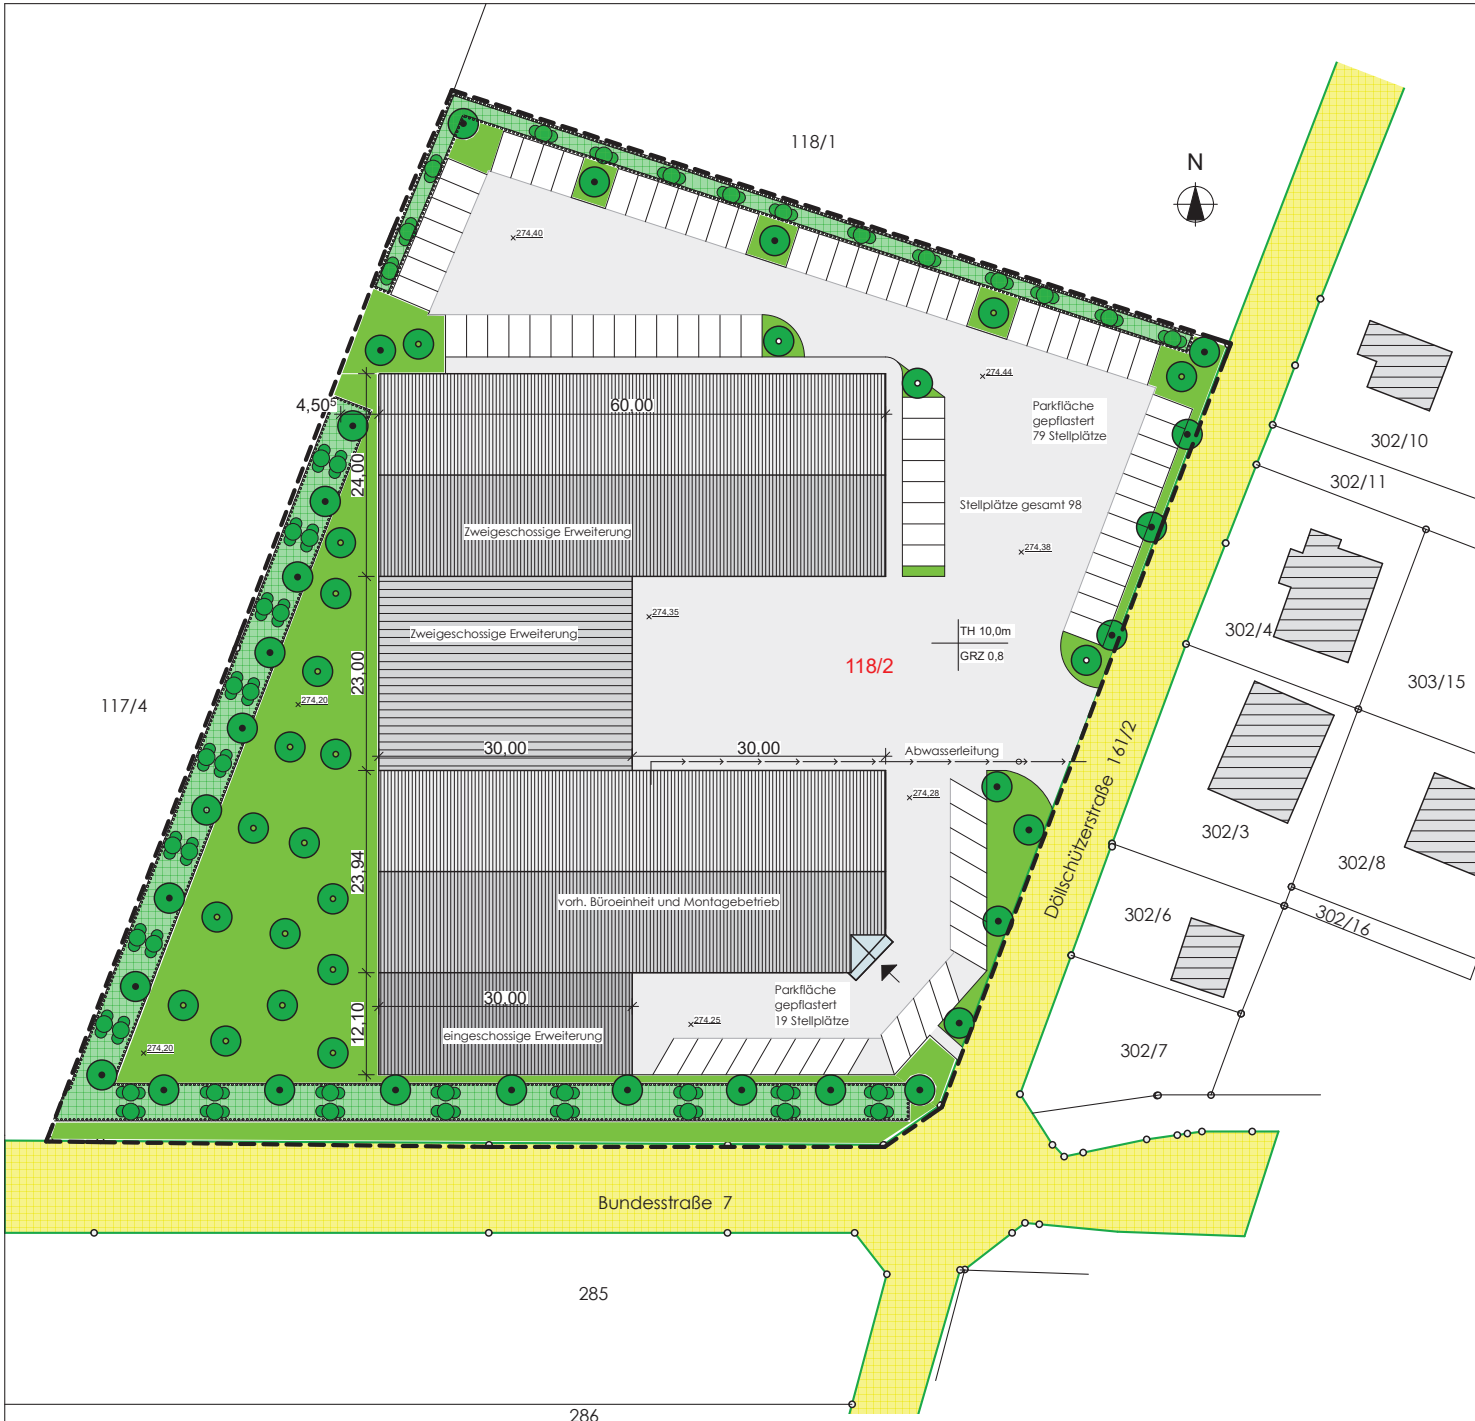 118/1
N
274,40
274,44
4,50⁵
60,00
Parkfläche
gepflastert
79 Stellplätze
302/10
302/11
24,00
Stellplätze gesamt 98
Zweigeschossige Erweiterung
274,38
274,35
Zweigeschossige Erweiterung
TH 10,0m
GRZ 0,8
302/4
118/2
303/15
23,00
117/4
274,20
30,00
30,00
Abwasserleitung
274,28
Döllschützerstraße 161/2
302/3
302/8
23,94
vorh. Büroeinheit und Montagebetrieb
302/6
302/16
30,00
Parkfläche
gepflastert
19 Stellplätze
12,10
eingeschossige Erweiterung
274,25
274,20
302/7
Bundesstraße 7
285
286